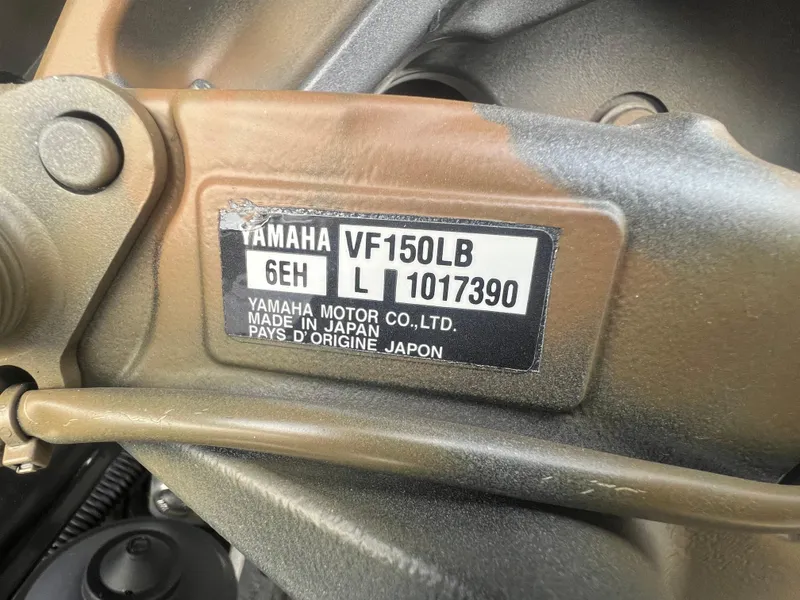 YAMAHA VF150LB
6EH L 1017390
YAMAHA MOTOR CO.,LTD.
MADE IN JAPAN
PAYS D'ORIGINE JAPON